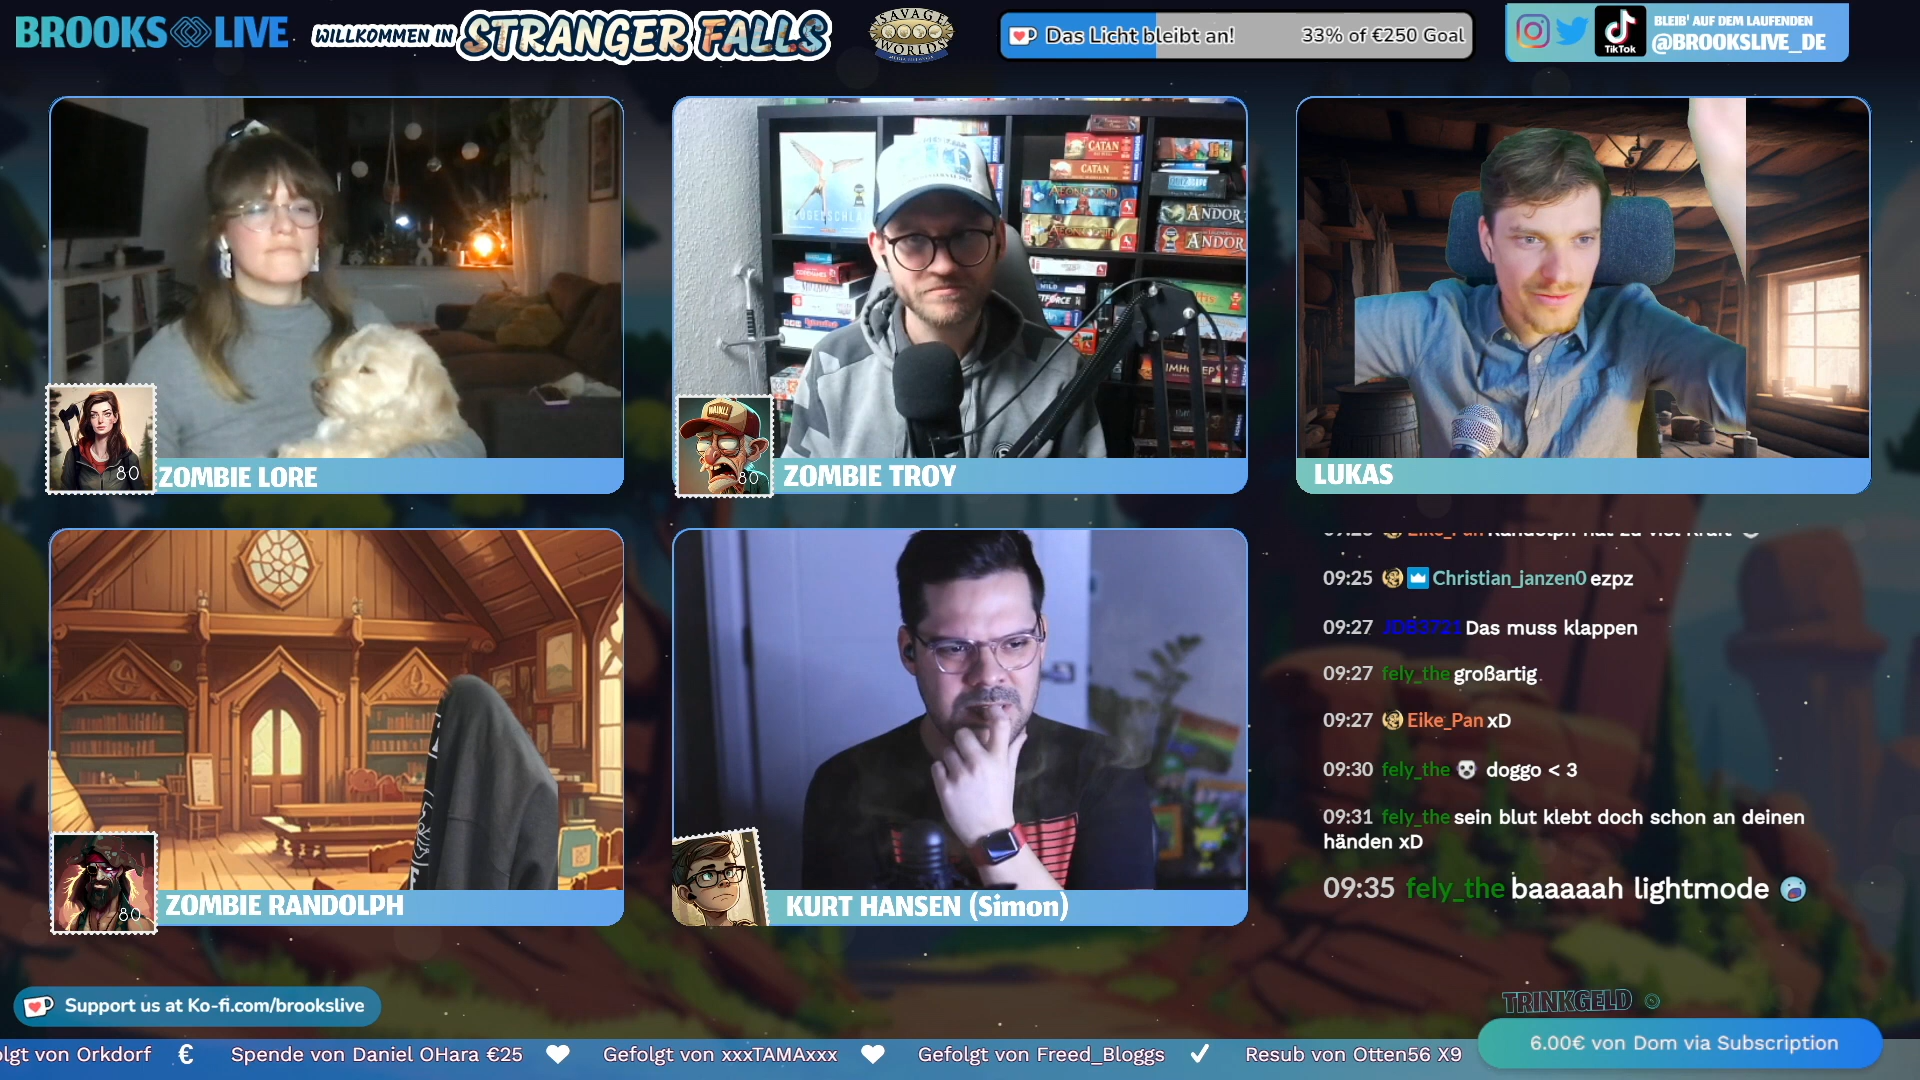 BROOKS LIVE
WILLKOMMEN IN STRANGER FALLS
SAVAGE WORLDS
Das Licht bleibt an! 33% of €250 Goal
TikTok
BLEIB' AUF DEM LAUFENDEN
@BROOKSLIVE_DE
CATAN
CATAN
ANDOR
ANDOR
80
ZOMBIE LORE
80
ZOMBIE TROY
LUKAS
09:25 Christian_janzen0 ezpz
09:27 JDB3721 Das muss klappen
09:27 fely_the großartig
09:27 Eike_Pan xD
09:30 fely_the doggo < 3
09:31 fely_the sein blut klebt doch schon an deinen
händen xD
09:35 fely_the baaaaah lightmode
80
ZOMBIE RANDOLPH
KURT HANSEN (Simon)
Support us at Ko-fi.com/brookslive
TRINKGELD
6.00€ von Dom via Subscription
olgt von Orkdorf € Spende von Daniel OHara €25 Gefolgt von xxxTAMAxxx Gefolgt von Freed_Bloggs Resub von Otten56 X9